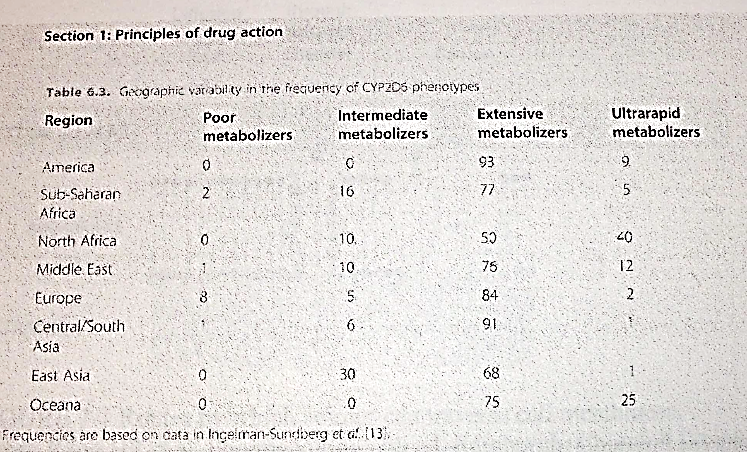 Section 1: Principles of drug action
Table 6.3. Geographic variability in the frequency of CYP2D6 phenotypes
Region Poor metabolizers Intermediate metabolizers Extensive metabolizers Ultrarapid metabolizers
America 0 0 93 9
Sub-Saharan Africa 2 16 77 5
North Africa 0 10 50 40
Middle East 1 10 12
Europe 8 5 84 2
Central/South Asia 1 6 91 1
East Asia 0 30 68 1
Oceana 0 0 75 25
Frequencies are based on data in Ingelman-Sundberg et al. [13].